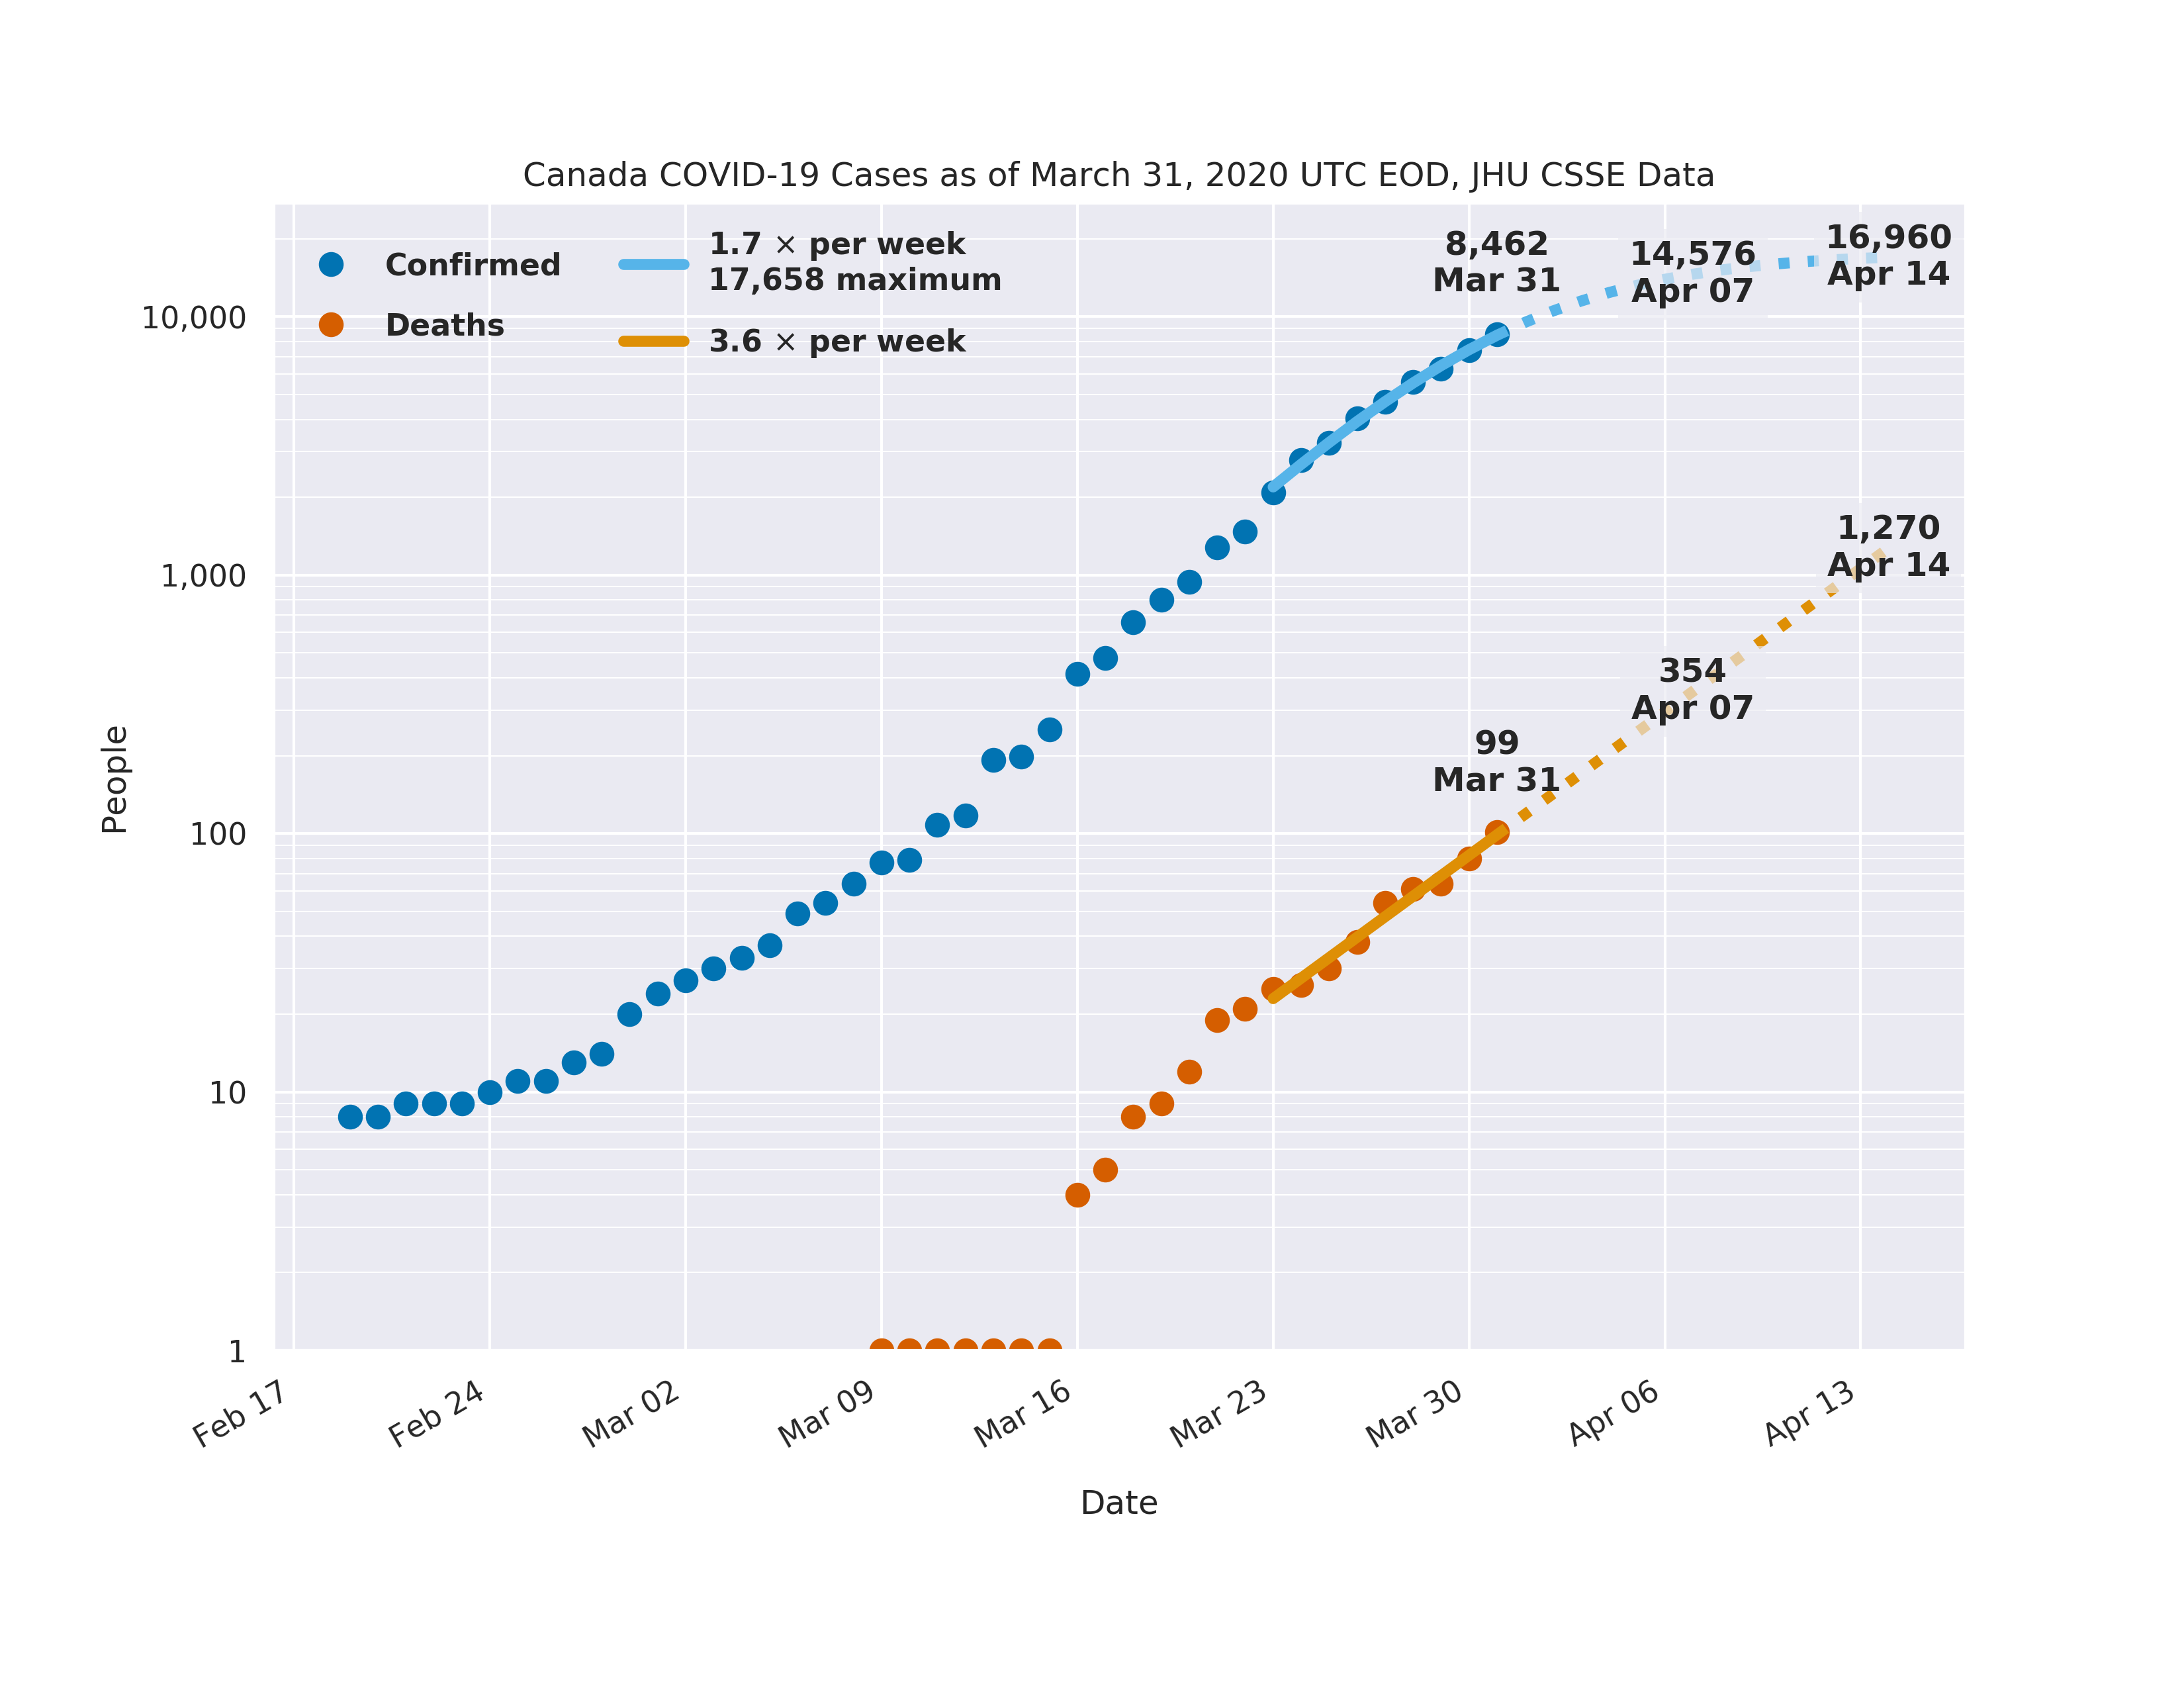 Canada COVID-19 Cases as of March 31, 2020 UTC EOD, JHU CSSE Data
Confirmed
Deaths
1.7 × per week
17,658 maximum
3.6 × per week
8,462
Mar 31
14,576
Apr 07
16,960
Apr 14
1,270
Apr 14
354
Apr 07
99
Mar 31
People
10,000
1,000
100
10
1
Feb 17
Feb 24
Mar 02
Mar 09
Mar 16
Mar 23
Mar 30
Apr 06
Apr 13
Date